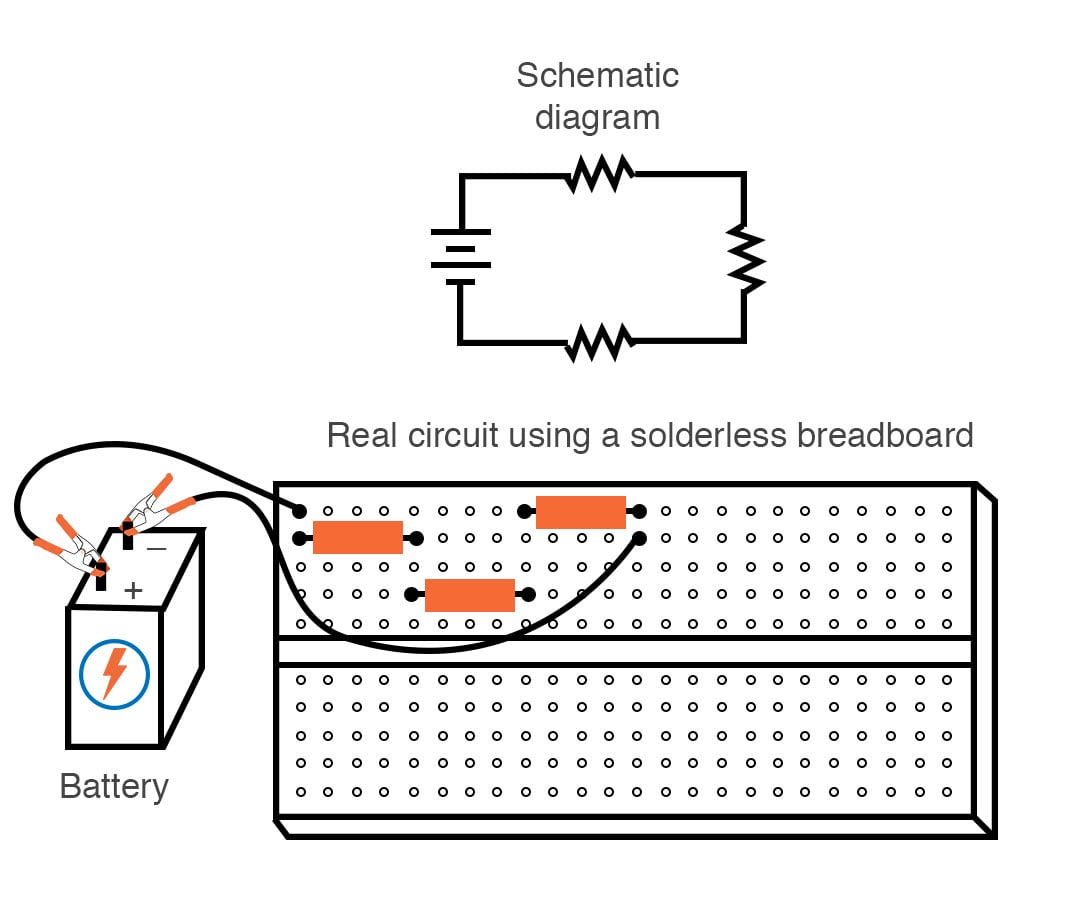 Schematic
diagram
Real circuit using a solderless breadboard
−
+
Battery